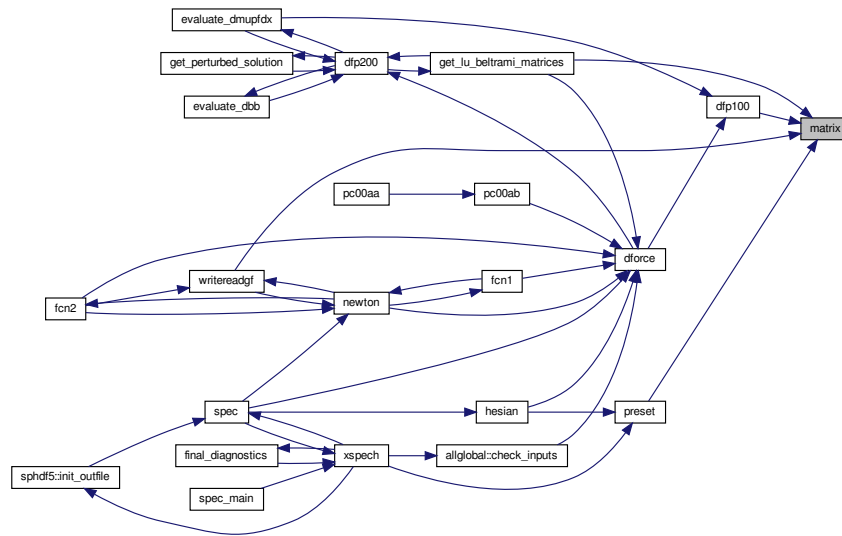 evaluate_dmupfdx
get_perturbed_solution
dfp200
get_lu_beltrami_matrices
evaluate_dbb
dfp100
matrix
pc00aa
pc00ab
dforce
writereadgf
fcn1
fcn2
newton
spec
hesian
preset
final_diagnostics
xspech
allglobal::check_inputs
sphdf5::init_outfile
spec_main